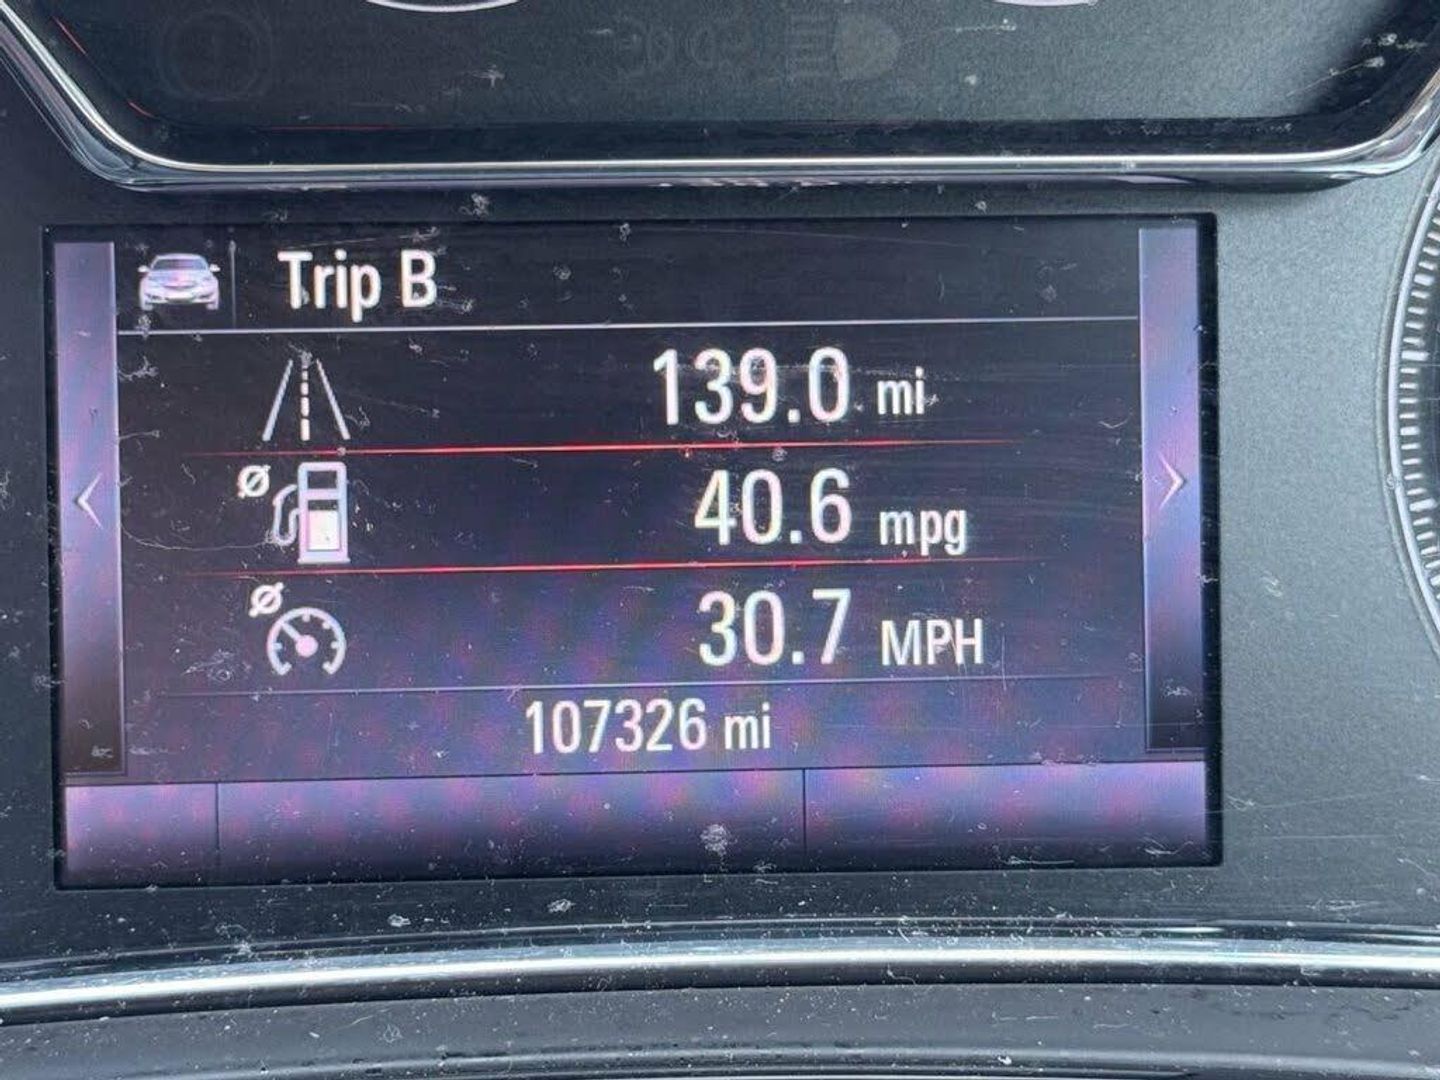 Trip B
139.0 mi
Ø 40.6 mpg
Ø 30.7 MPH
107326 mi